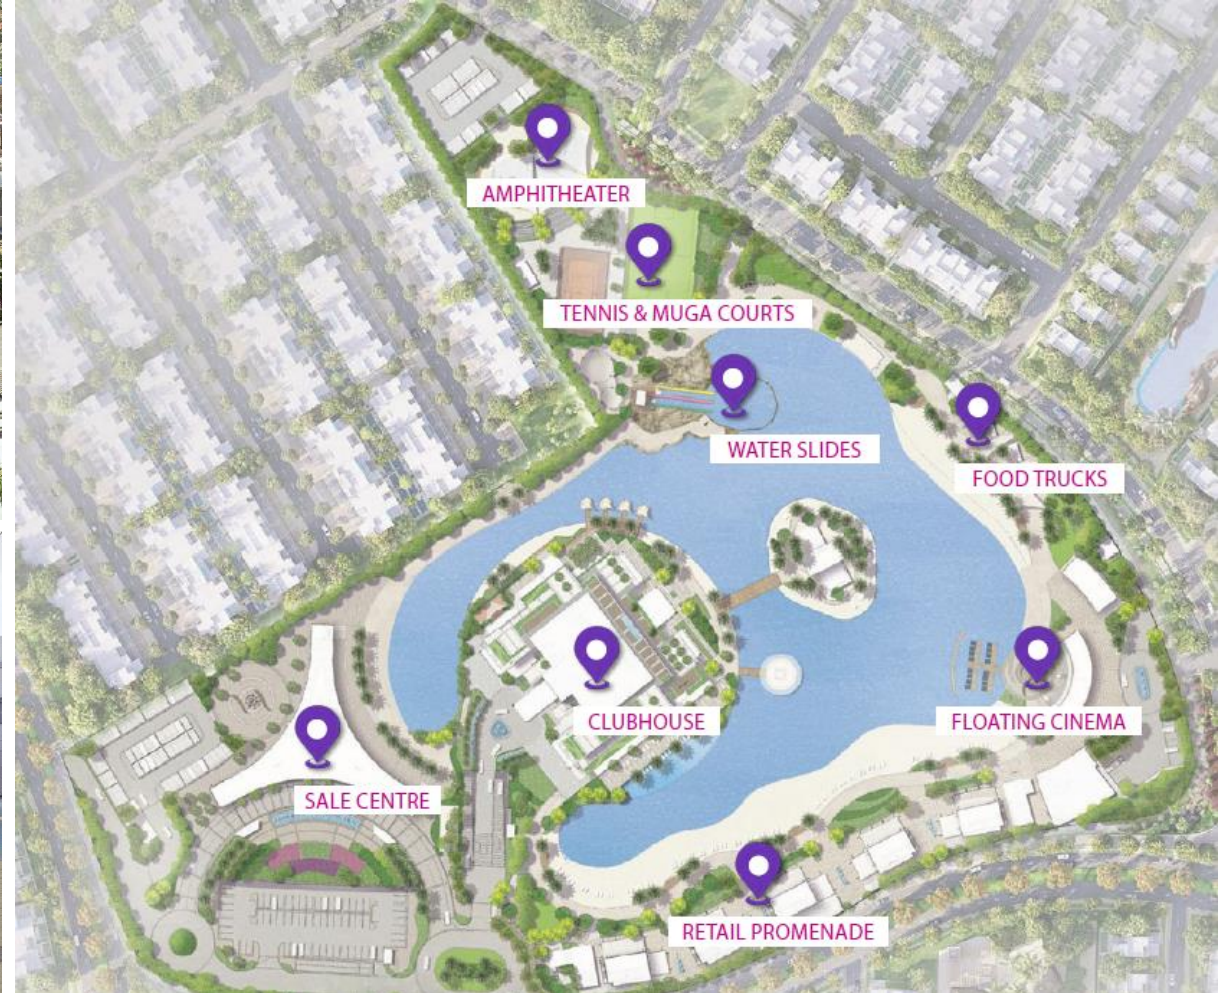 AMPHITHEATER
TENNIS & MUGA COURTS
WATER SLIDES
FOOD TRUCKS
CLUBHOUSE
FLOATING CINEMA
SALE CENTRE
RETAIL PROMENADE